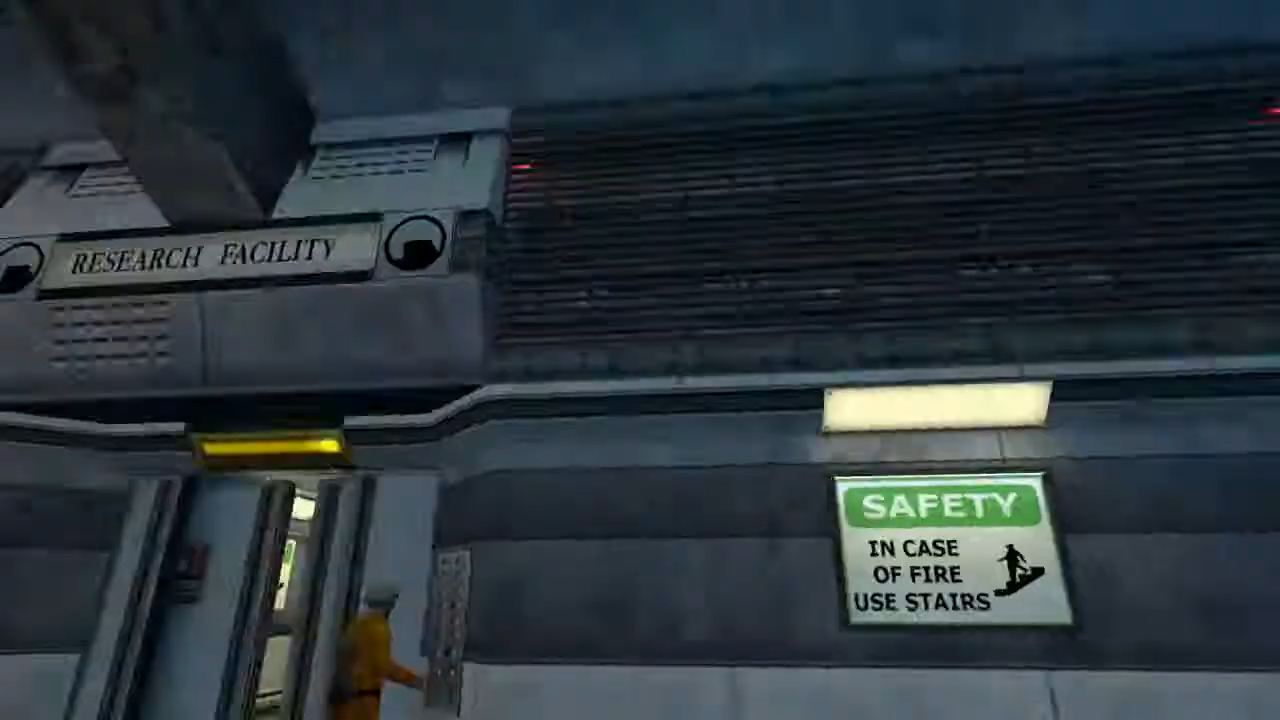 RESEARCH FACILITY
SAFETY
IN CASE
OF FIRE
USE STAIRS